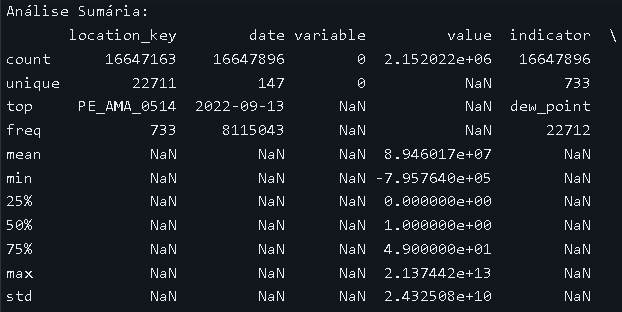 Análise Sumária:
location_key date variable value indicator \
count 16647163 16647896 0 2.152022e+06 16647896
unique 22711 147 0 NaN 733
top PE_AMA_0514 2022-09-13 NaN NaN dew_point
freq 733 8115043 NaN NaN 22712
mean NaN NaN NaN 8.946017e+07 NaN
min NaN NaN NaN -7.957640e+05 NaN
25% NaN NaN NaN 0.000000e+00 NaN
50% NaN NaN NaN 1.000000e+00 NaN
75% NaN NaN NaN 4.900000e+01 NaN
max NaN NaN NaN 2.137442e+13 NaN
std NaN NaN NaN 2.432508e+10 NaN